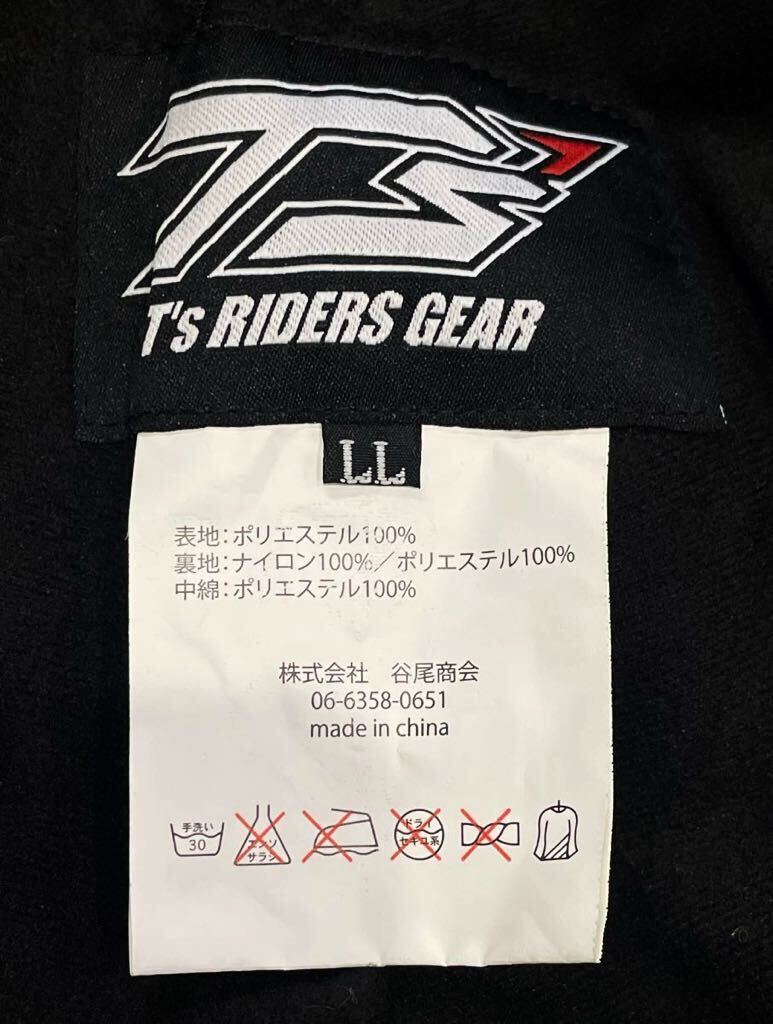 T's
T's RIDERS GEAR
LL
表地：ポリエステル100%
裏地：ナイロン100%／ポリエステル100%
中綿：ポリエステル100%
株式会社　谷尾商会
06-6358-0651
made in china
手洗い
30
エンソ
サラシ
ドライ
セキユ系